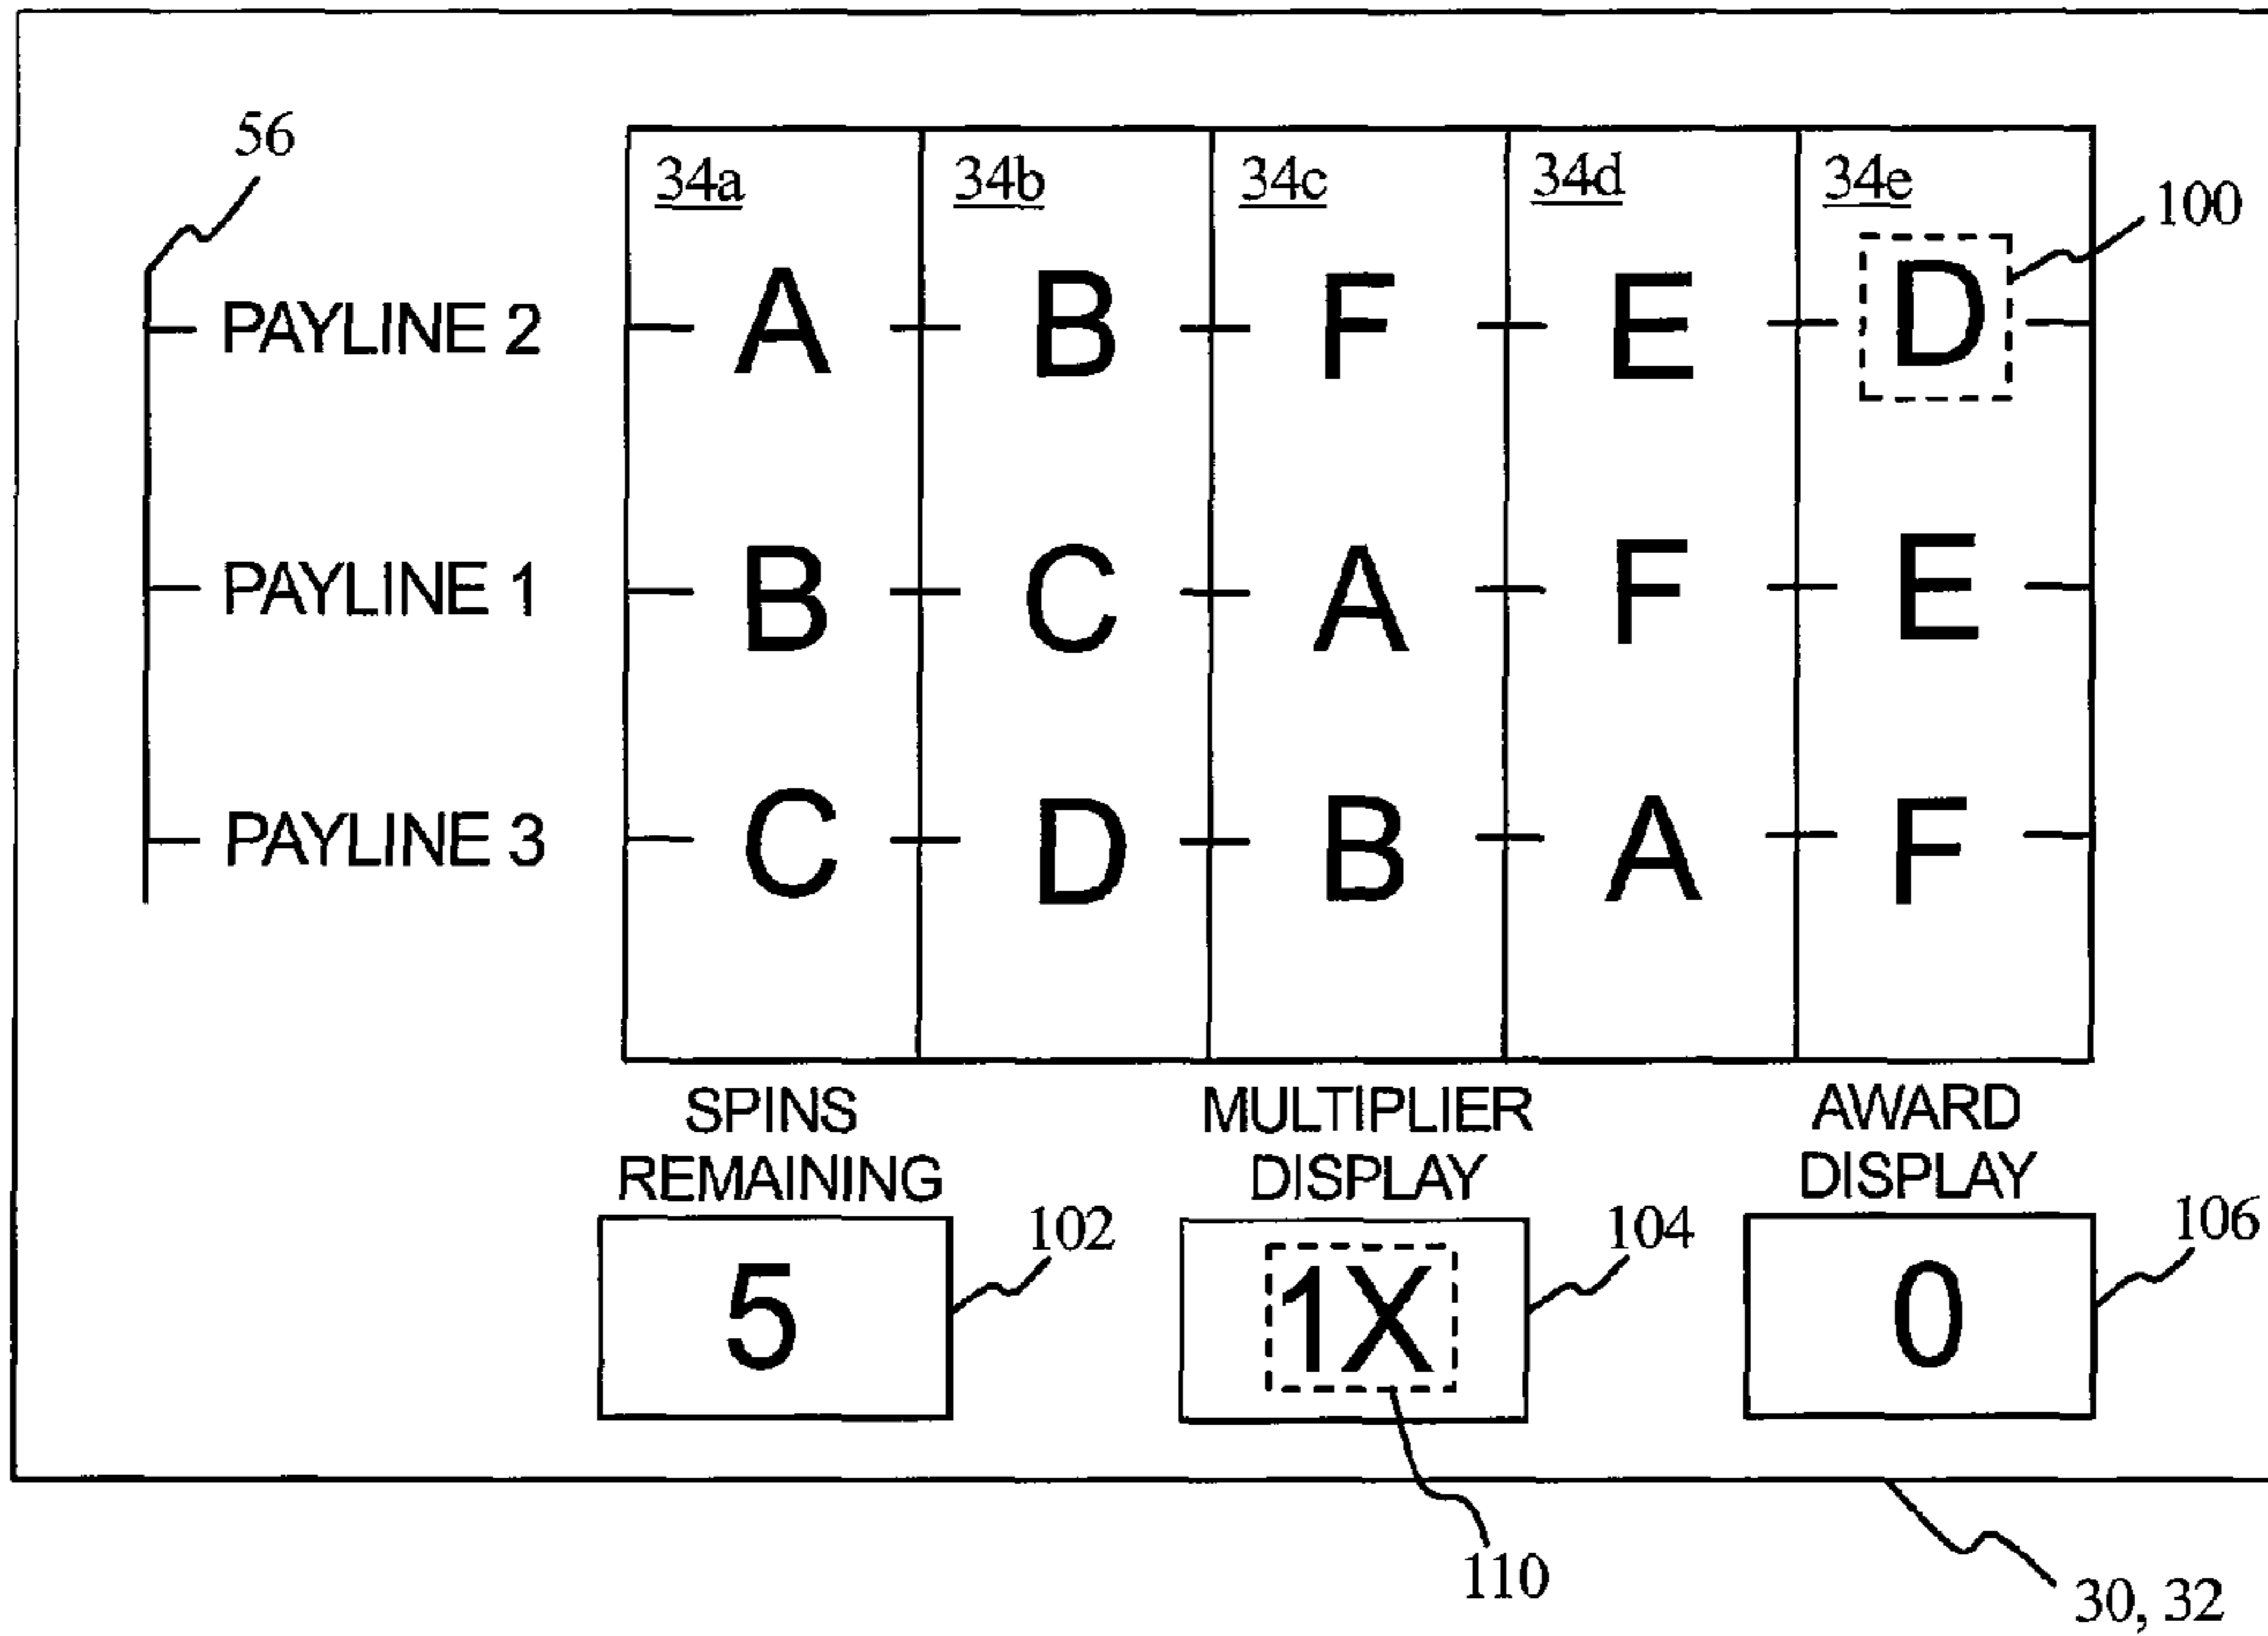 56
34a 34b 34c 34d 34e
100
PAYLINE 2 A B F E D
PAYLINE 1 B C A F E
PAYLINE 3 C D B A F
SPINS REMAINING
MULTIPLIER DISPLAY
AWARD DISPLAY
5 102
1X 104
0 106
110
30, 32